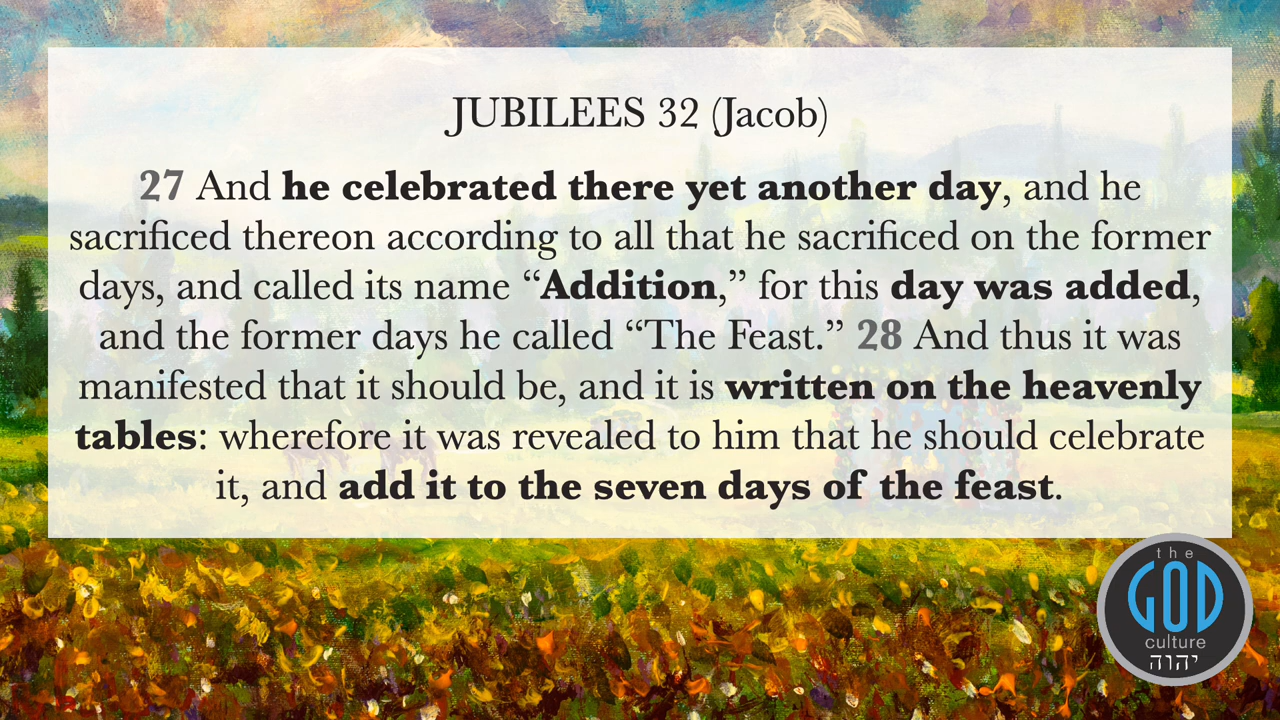 JUBILEES 32 (Jacob)
27 And he celebrated there yet another day, and he
sacrificed thereon according to all that he sacrificed on the former
days, and called its name “Addition,” for this day was added,
and the former days he called “The Feast.” 28 And thus it was
manifested that it should be, and it is written on the heavenly
tables: wherefore it was revealed to him that he should celebrate
it, and add it to the seven days of the feast.
the
GOD
culture
יהוה